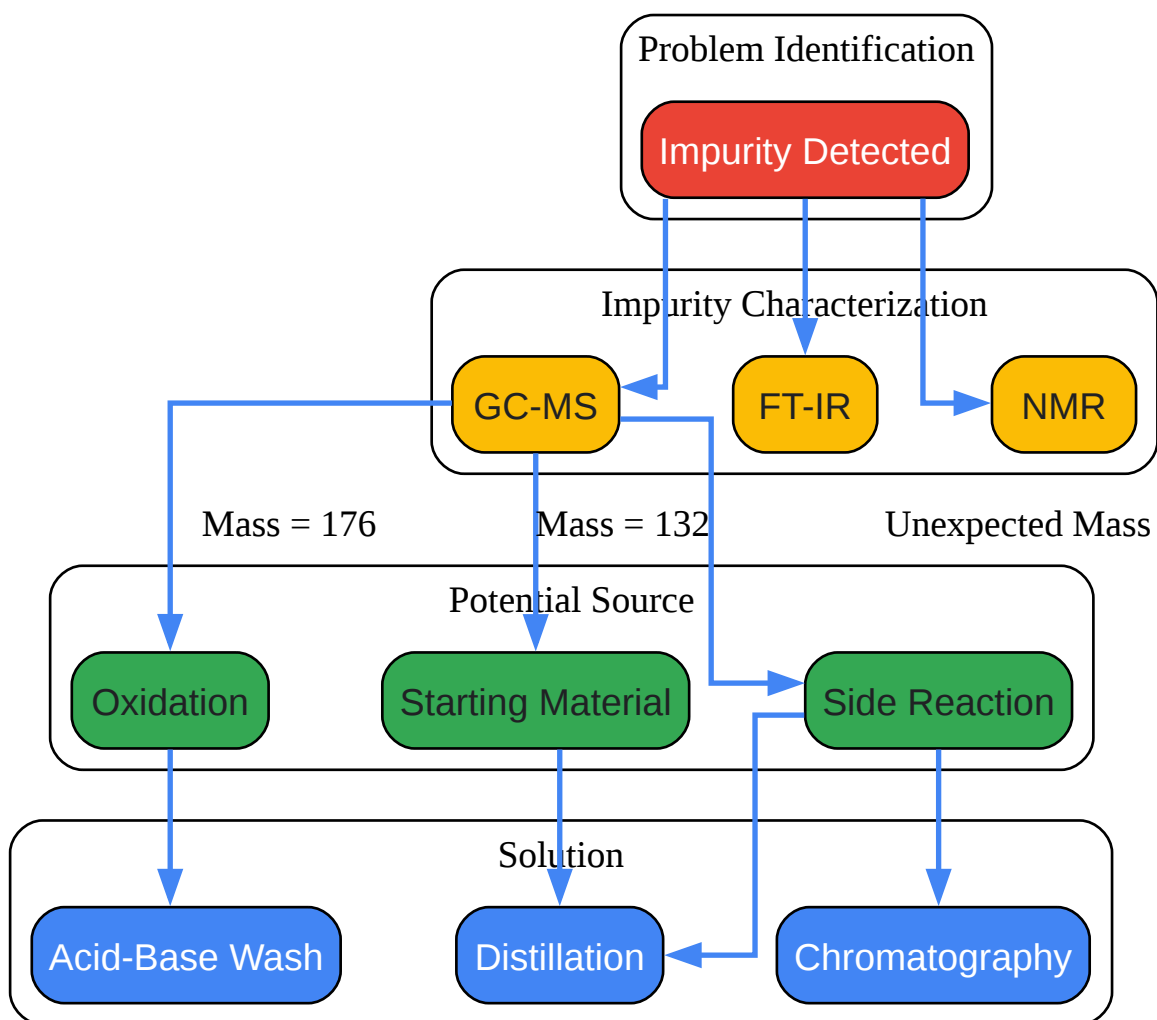 Problem Identification
Impurity Detected
Impurity Characterization
GC-MS
FT-IR
NMR
Mass = 176
Mass = 132
Unexpected Mass
Potential Source
Oxidation
Starting Material
Side Reaction
Solution
Acid-Base Wash
Distillation
Chromatography